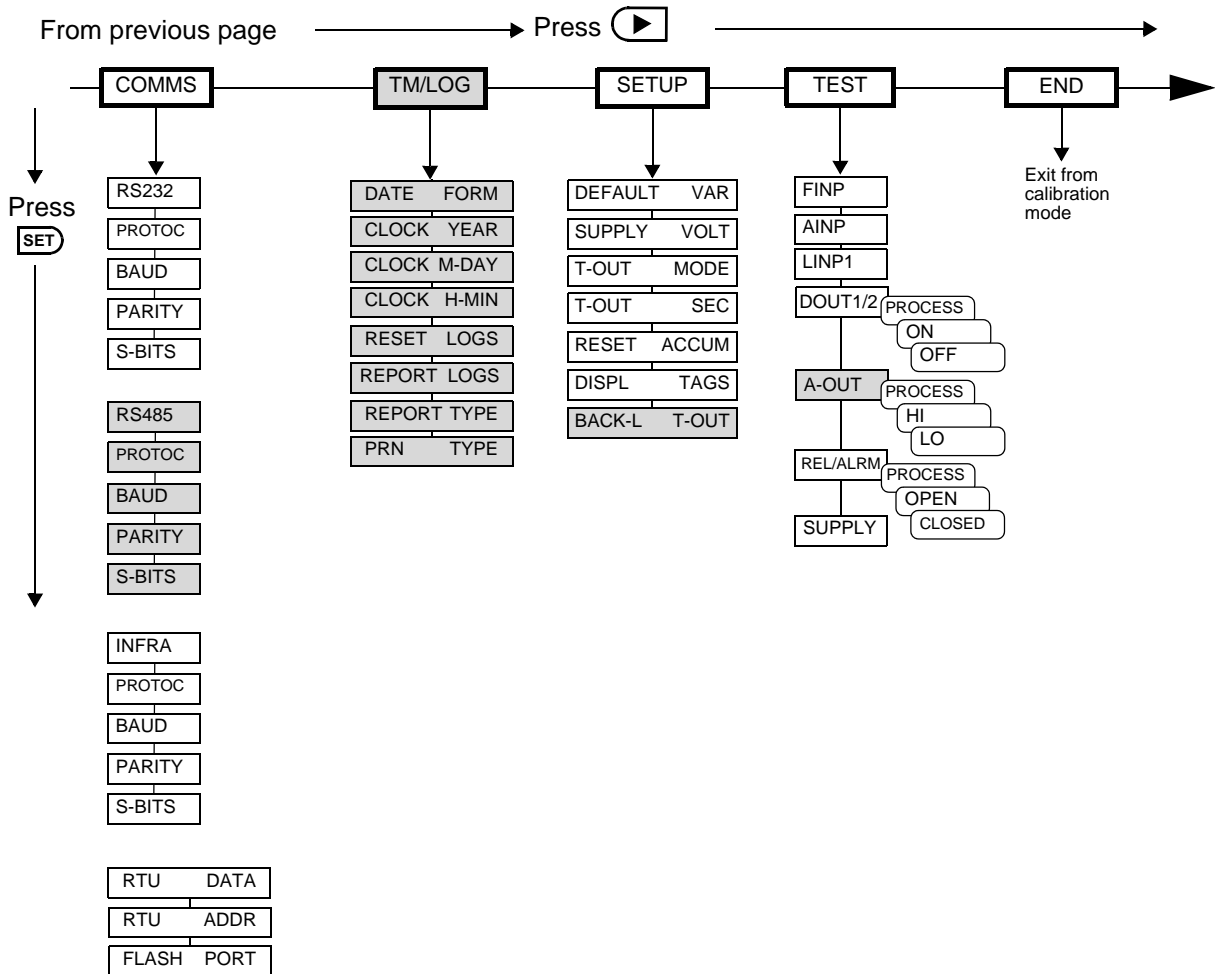 From previous page
Press
COMMS
TM/LOG
SETUP
TEST
END
Press
SET
RS232
PROTOC
BAUD
PARITY
S-BITS
RS485
PROTOC
BAUD
PARITY
S-BITS
INFRA
PROTOC
BAUD
PARITY
S-BITS
RTU DATA
RTU ADDR
FLASH PORT
DATE FORM
CLOCK YEAR
CLOCK M-DAY
CLOCK H-MIN
RESET LOGS
REPORT LOGS
REPORT TYPE
PRN TYPE
DEFAULT VAR
SUPPLY VOLT
T-OUT MODE
T-OUT SEC
RESET ACCUM
DISPL TAGS
BACK-L T-OUT
FINP
AINP
LINP1
DOUT1/2
PROCESS
ON
OFF
A-OUT
PROCESS
HI
LO
REL/ALRM
PROCESS
OPEN
CLOSED
SUPPLY
Exit from
calibration
mode